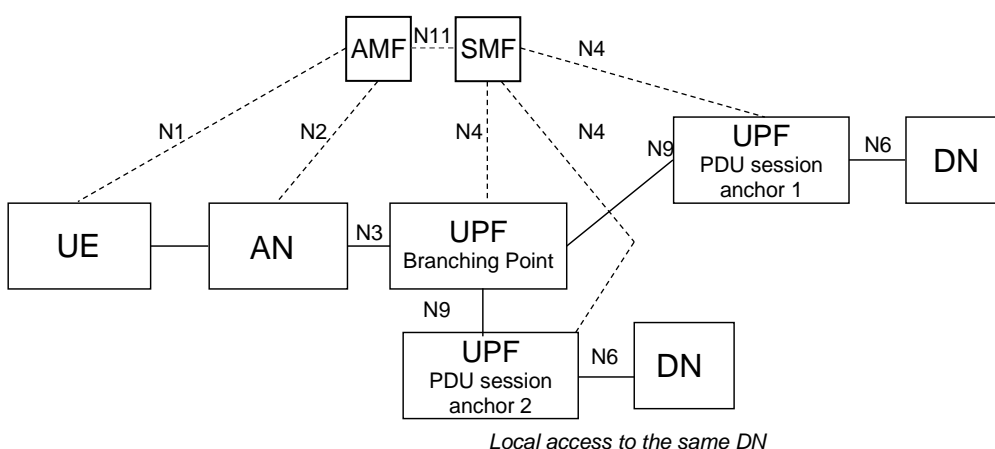 AMF
N11
SMF
N4
N1
N2
N4
N4
UPF
PDU session
anchor 1
N6
DN
N9
UE
AN
N3
UPF
Branching Point
N9
UPF
PDU session
anchor 2
N6
DN
Local access to the same DN